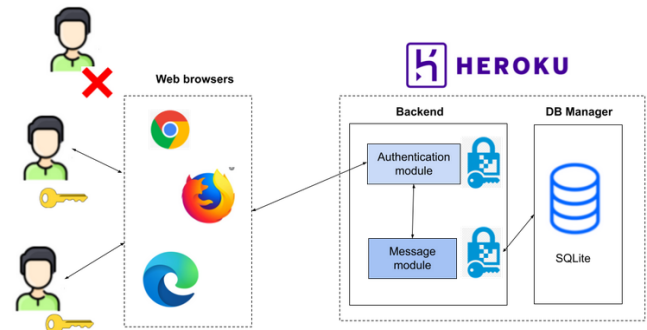 Web browsers
HEROKU
Backend
DB Manager
Authentication
module
Message
module
SQLite